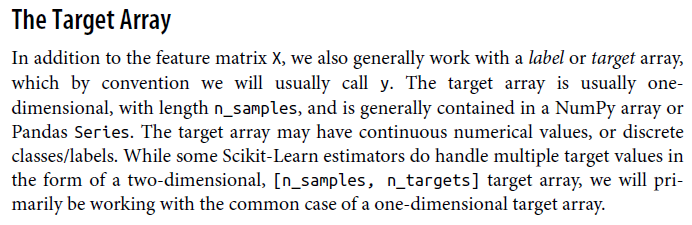 The Target Array
In addition to the feature matrix X, we also generally work with a label or target array,
which by convention we will usually call y. The target array is usually one-
dimensional, with length n_samples, and is generally contained in a NumPy array or
Pandas Series. The target array may have continuous numerical values, or discrete
classes/labels. While some Scikit-Learn estimators do handle multiple target values in
the form of a two-dimensional, [n_samples, n_targets] target array, we will pri-
marily be working with the common case of a one-dimensional target array.